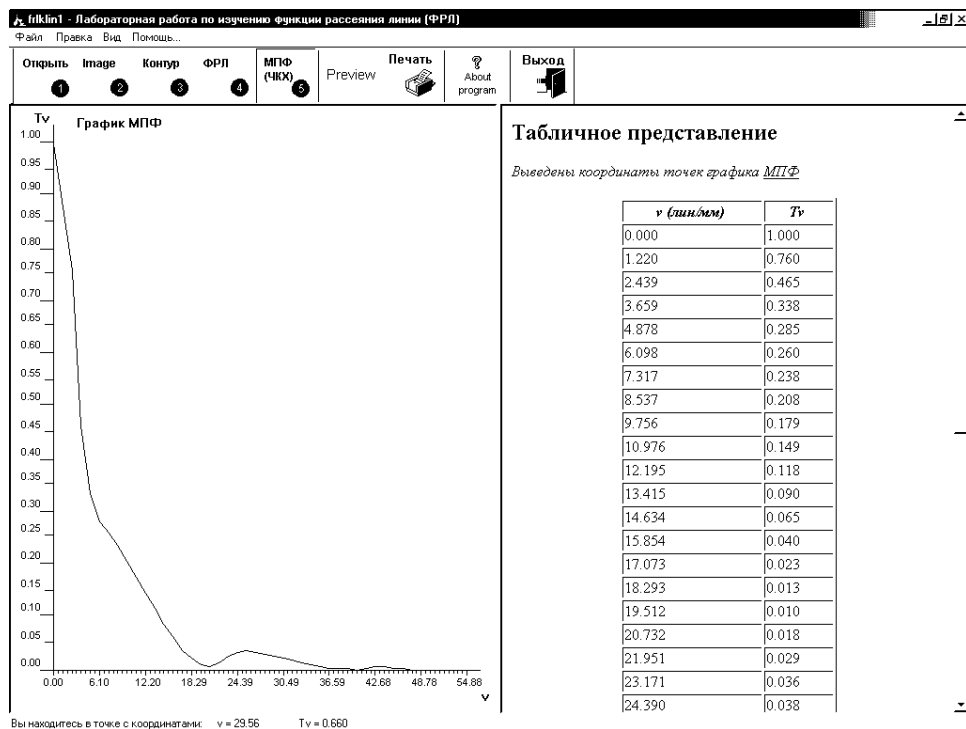 frlklin1 - Лабораторная работа по изучению функции рассеяния линии (ФРЛ)
Файл Правка Вид Помощь...
Открыть 1
Image 2
Контур 3
ФРЛ 4
МПФ (ЧКХ) 5
Preview
Печать
? About program
Выход
Tv
График МПФ
1.00
0.95
0.90
0.85
0.80
0.75
0.70
0.65
0.60
0.55
0.50
0.45
0.40
0.35
0.30
0.25
0.20
0.15
0.10
0.05
0.00
0.00 6.10 12.20 18.29 24.39 30.49 36.59 42.68 48.78 54.88
v
Табличное представление
Выведены координаты точек графика МПФ
v (лин/мм) Tv
0.000 1.000
1.220 0.760
2.439 0.465
3.659 0.338
4.878 0.285
6.098 0.260
7.317 0.238
8.537 0.208
9.756 0.179
10.976 0.149
12.195 0.118
13.415 0.090
14.634 0.065
15.854 0.040
17.073 0.023
18.293 0.013
19.512 0.010
20.732 0.018
21.951 0.029
23.171 0.036
24.390 0.038
Вы находитесь в точке с координатами: v = 29.56 Tv = 0.660